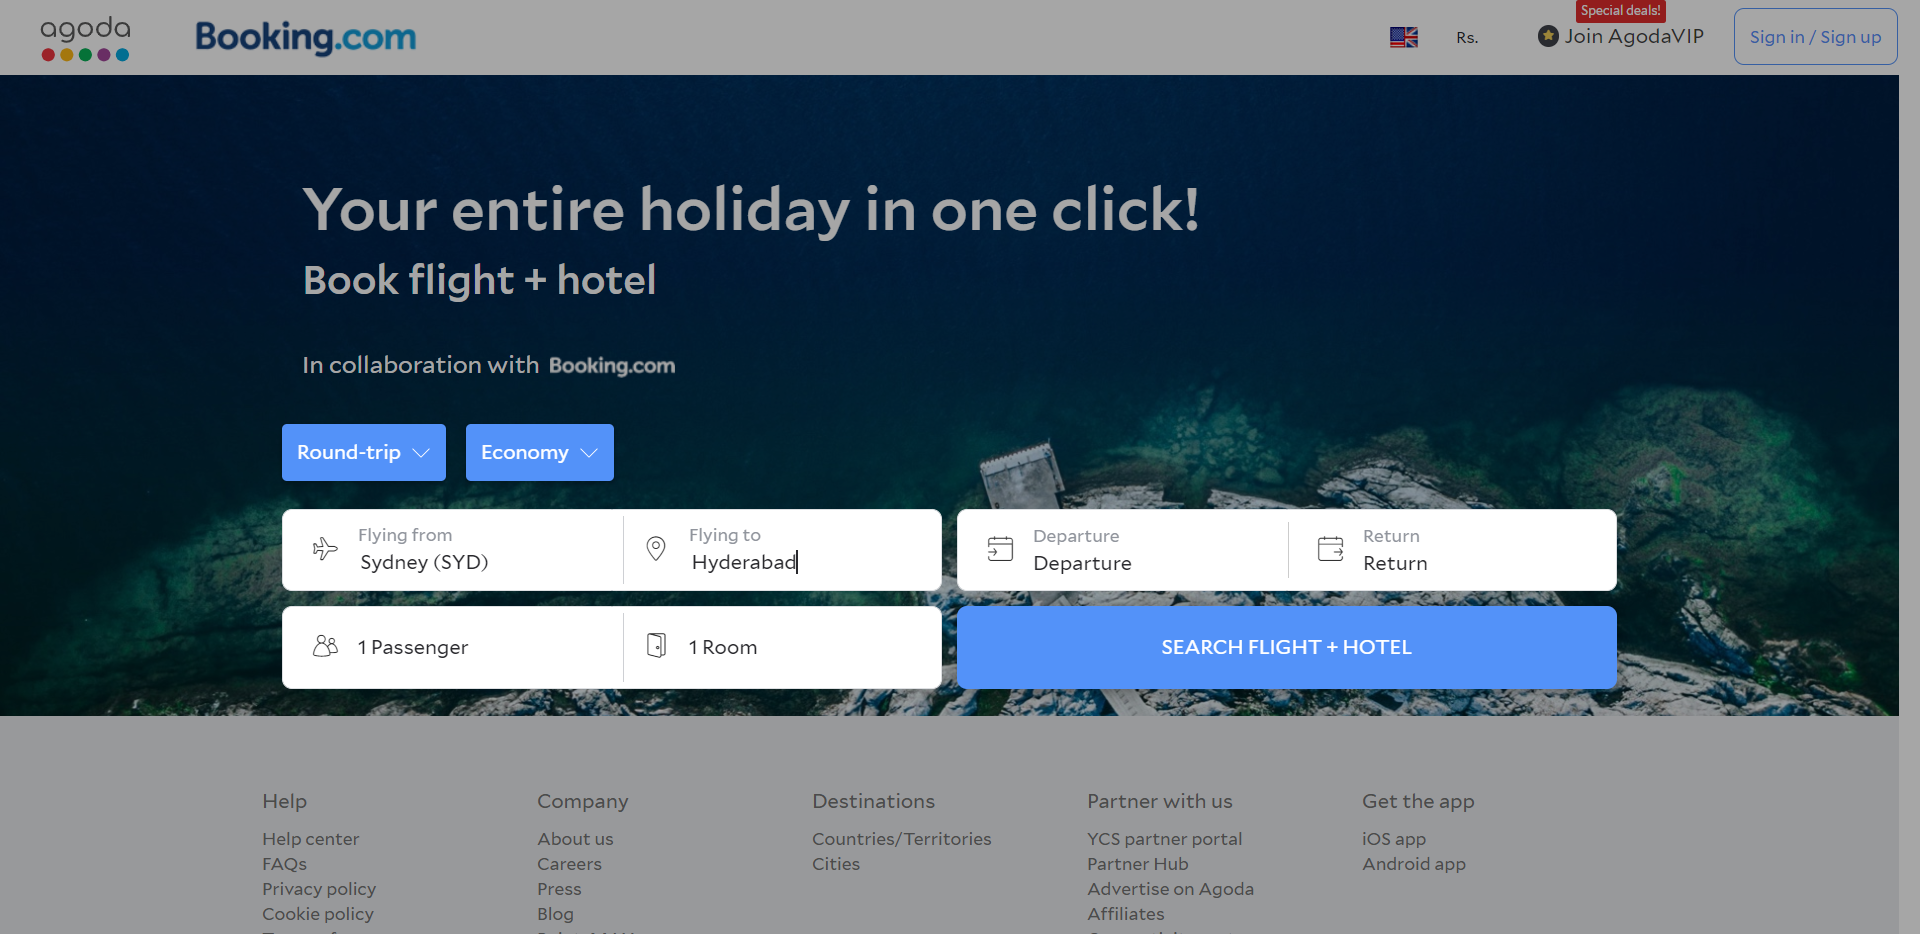 agoda
Booking.com
Rs.
Special deals!
Join AgodaVIP
Sign in / Sign up
Your entire holiday in one click!
Book flight + hotel
In collaboration with Booking.com
Round-trip
Economy
Flying from
Sydney (SYD)
Flying to
Hyderabad
Departure
Departure
Return
Return
1 Passenger
1 Room
SEARCH FLIGHT + HOTEL
Help
Help center
FAQs
Privacy policy
Cookie policy
Company
About us
Careers
Press
Blog
Destinations
Countries/Territories
Cities
Partner with us
YCS partner portal
Partner Hub
Advertise on Agoda
Affiliates
Get the app
iOS app
Android app